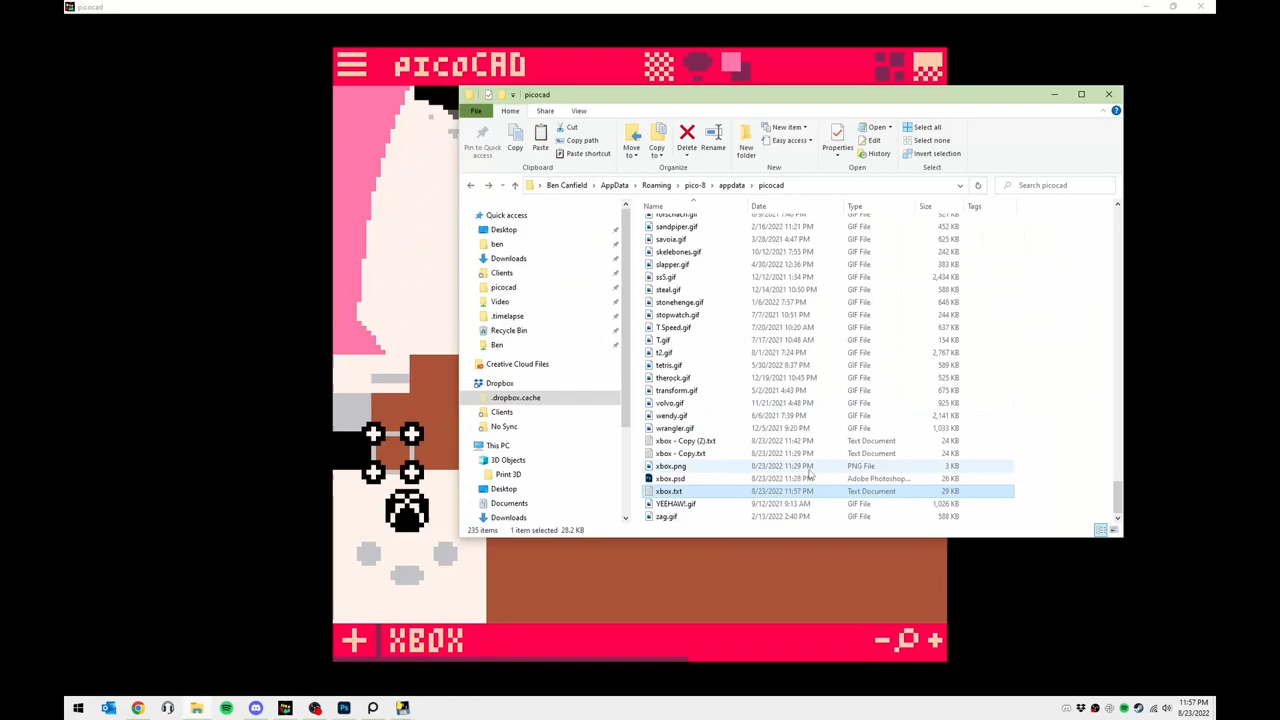 picocad
picoCAD
picocad
File Home Share View
Pin to Quick access
Copy
Paste
Cut
Copy path
Paste shortcut
Clipboard
Move to
Copy to
Delete
Rename
Organize
New folder
New item
Easy access
New
Properties
Open
Edit
History
Open
Select all
Select none
Invert selection
Select
Ben Canfield > AppData > Roaming > pico-8 > appdata > picocad
Search picocad
Quick access
Desktop
ben
Downloads
Clients
picocad
Video
.timelapse
Recycle Bin
Ben
Creative Cloud Files
Dropbox
.dropbox.cache
Clients
No Sync
This PC
3D Objects
Print 3D
Desktop
Documents
Downloads
Name Date Type Size Tags
sandpiper.gif 2/16/2022 11:21 PM GIF File 452 KB
savoia.gif 3/28/2021 4:47 PM GIF File 625 KB
skelebones.gif 10/12/2021 7:55 PM GIF File 242 KB
slapper.gif 4/30/2022 12:36 PM GIF File 383 KB
ss5.gif 12/12/2021 1:34 PM GIF File 2,434 KB
steal.gif 12/14/2021 10:50 PM GIF File 588 KB
stonehenge.gif 1/6/2022 7:57 PM GIF File 648 KB
stopwatch.gif 7/7/2021 10:51 PM GIF File 244 KB
T Speed.gif 7/20/2021 10:20 AM GIF File 637 KB
T.gif 7/17/2021 10:48 AM GIF File 154 KB
t2.gif 8/1/2021 7:24 PM GIF File 2,767 KB
tetris.gif 5/30/2022 8:37 PM GIF File 589 KB
therock.gif 12/19/2021 10:45 PM GIF File 525 KB
transform.gif 5/2/2021 4:43 PM GIF File 675 KB
volvo.gif 11/21/2021 4:48 PM GIF File 925 KB
wendy.gif 6/6/2021 7:39 PM GIF File 2,141 KB
wrangler.gif 12/5/2021 9:20 PM GIF File 1,033 KB
xbox - Copy (2).txt 8/23/2022 11:42 PM Text Document 24 KB
xbox - Copy.txt 8/23/2022 11:29 PM Text Document 24 KB
xbox.png 8/23/2022 11:29 PM PNG File 3 KB
xbox.psd 8/23/2022 11:28 PM Adobe Photoshop... 26 KB
xbox.txt 8/23/2022 11:57 PM Text Document 29 KB
YEEHAW!.gif 9/12/2021 9:13 AM GIF File 1,026 KB
zag.gif 2/13/2022 2:40 PM GIF File 588 KB
235 items 1 item selected 28.2 KB
+ XBOX - +
11:57 PM
8/23/2022